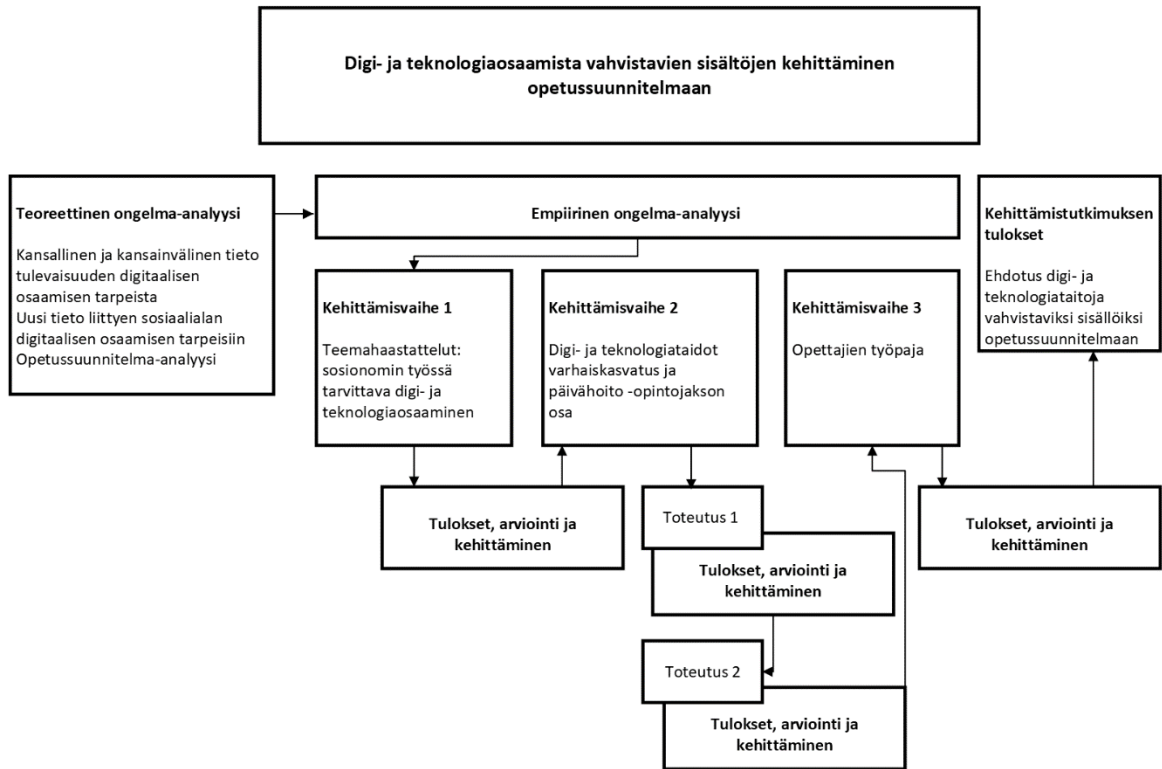 Digi- ja teknologiaosaamista vahvistavien sisältöjen kehittäminen
opetussuunnitelmaan
Teoreettinen ongelma-analyysi
Kansallinen ja kansainvälinen tieto
tulevaisuuden digitaalisen
osaamisen tarpeista
Uusi tieto liittyen sosiaalialan
digitaalisen osaamisen tarpeisiin
Opetussuunnitelma-analyysi
Empiirinen ongelma-analyysi
Kehittämisvaihe 1
Teemahaastattelut:
sosionomin työssä
tarvittava digi- ja
teknologiaosaaminen
Kehittämisvaihe 2
Digi- ja teknologiataidot
varhaiskasvatus ja
päivähoito -opintojakson
osa
Kehittämisvaihe 3
Opettajien työpaja
Kehittämistutkimuksen
tulokset
Ehdotus digi- ja
teknologiataitoja
vahvistaviksi sisällöiksi
opetussuunnitelmaan
Tulokset, arviointi ja
kehittäminen
Toteutus 1
Tulokset, arviointi ja
kehittäminen
Toteutus 2
Tulokset, arviointi ja
kehittäminen
Tulokset, arviointi ja
kehittäminen